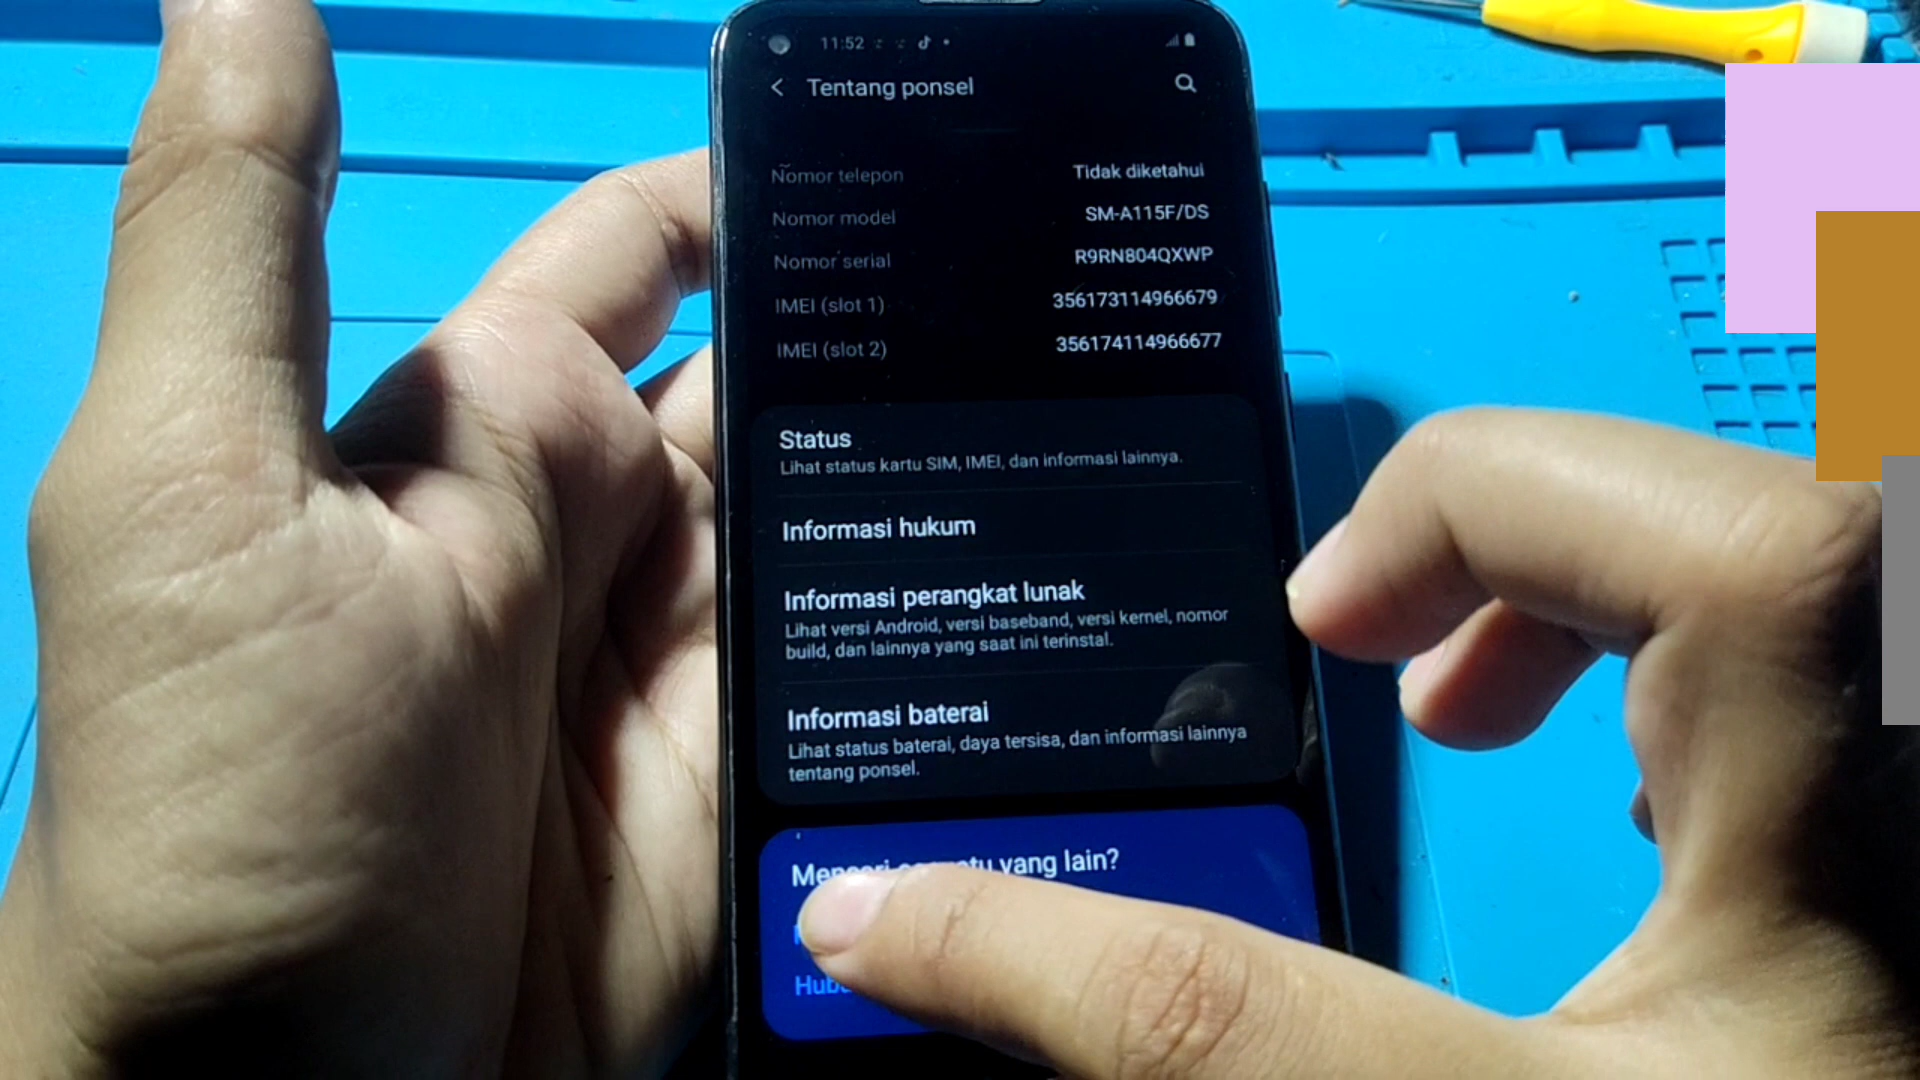 11:52
Tentang ponsel
Nomor telepon Tidak diketahui
Nomor model SM-A115F/DS
Nomor serial R9RN804QXWP
IMEI (slot 1) 356173114966679
IMEI (slot 2) 356174114966677
Status
Lihat status kartu SIM, IMEI, dan informasi lainnya.
Informasi hukum
Informasi perangkat lunak
Lihat versi Android, versi baseband, versi kernel, nomor
build, dan lainnya yang saat ini terinstal.
Informasi baterai
Lihat status baterai, daya tersisa, dan informasi lainnya
tentang ponsel.
yang lain?